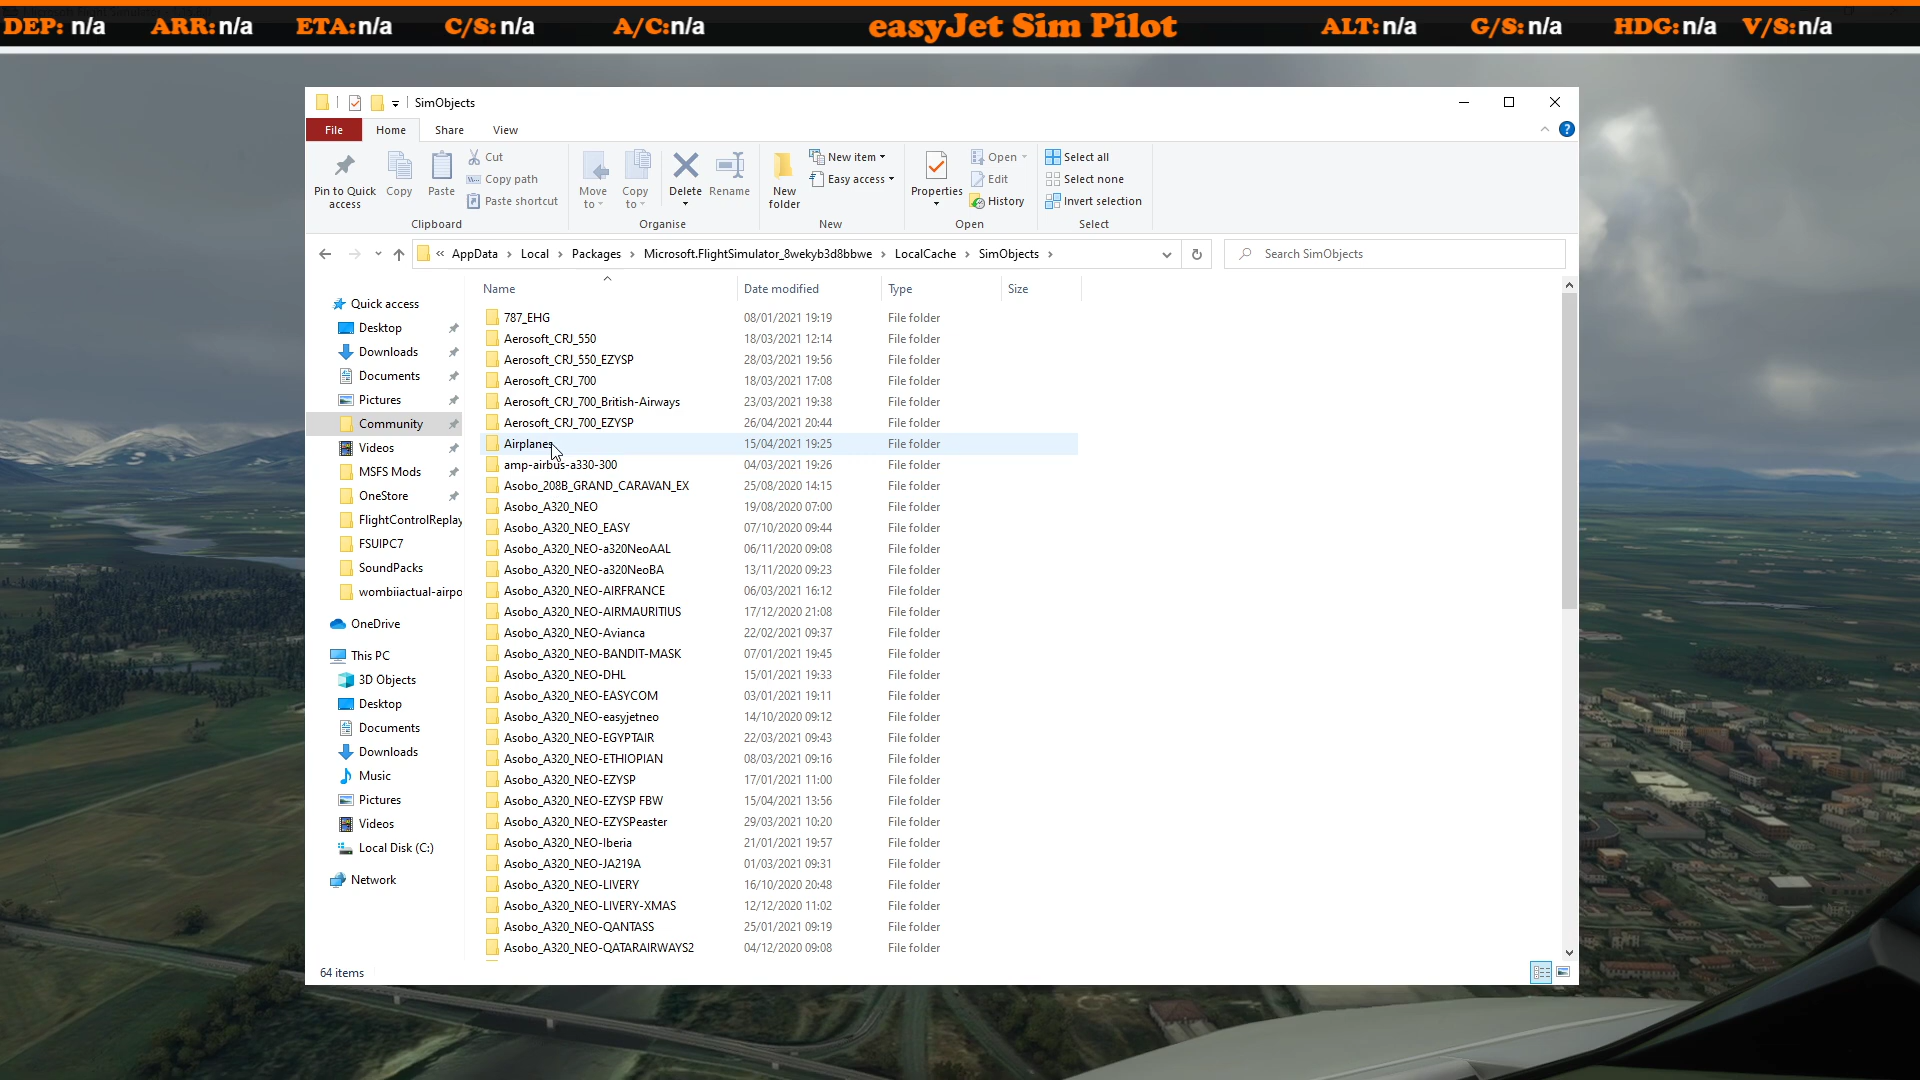 DEP: n/a ARR: n/a ETA: n/a C/S: n/a A/C: n/a easyJet Sim Pilot ALT: n/a G/S: n/a HDG: n/a V/S: n/a
SimObjects
File Home Share View
Pin to Quick access
Copy
Paste
Cut
Copy path
Paste shortcut
Clipboard
Move to
Copy to
Delete
Rename
Organise
New folder
New item
Easy access
New
Properties
Open
Edit
History
Open
Select all
Select none
Invert selection
Select
« AppData › Local › Packages › Microsoft.FlightSimulator_8wekyb3d8bbwe › LocalCache › SimObjects ›
Search SimObjects
Quick access
Desktop
Downloads
Documents
Pictures
Community
Videos
MSFS Mods
OneStore
FlightControlReplay
FSUIPC7
SoundPacks
wombiiactual-airpo
OneDrive
This PC
3D Objects
Desktop
Documents
Downloads
Music
Pictures
Videos
Local Disk (C:)
Network
Name Date modified Type Size
787_EHG 08/01/2021 19:19 File folder
Aerosoft_CRJ_550 18/03/2021 12:14 File folder
Aerosoft_CRJ_550_EZYSP 28/03/2021 19:56 File folder
Aerosoft_CRJ_700 18/03/2021 17:08 File folder
Aerosoft_CRJ_700_British-Airways 23/03/2021 19:38 File folder
Aerosoft_CRJ_700_EZYSP 26/04/2021 20:44 File folder
Airplanes 15/04/2021 19:25 File folder
amp-airbus-a330-300 04/03/2021 19:26 File folder
Asobo_208B_GRAND_CARAVAN_EX 25/08/2020 14:15 File folder
Asobo_A320_NEO 19/08/2020 07:00 File folder
Asobo_A320_NEO_EASY 07/10/2020 09:44 File folder
Asobo_A320_NEO-a320NeoAAL 06/11/2020 09:08 File folder
Asobo_A320_NEO-a320NeoBA 13/11/2020 09:23 File folder
Asobo_A320_NEO-AIRFRANCE 06/03/2021 16:12 File folder
Asobo_A320_NEO-AIRMAURITIUS 17/12/2020 21:08 File folder
Asobo_A320_NEO-Avianca 22/02/2021 09:37 File folder
Asobo_A320_NEO-BANDIT-MASK 07/01/2021 19:45 File folder
Asobo_A320_NEO-DHL 15/01/2021 19:33 File folder
Asobo_A320_NEO-EASYCOM 03/01/2021 19:11 File folder
Asobo_A320_NEO-easyjetneo 14/10/2020 09:12 File folder
Asobo_A320_NEO-EGYPTAIR 22/03/2021 09:43 File folder
Asobo_A320_NEO-ETHIOPIAN 08/03/2021 09:16 File folder
Asobo_A320_NEO-EZYSP 17/01/2021 11:00 File folder
Asobo_A320_NEO-EZYSP FBW 15/04/2021 13:56 File folder
Asobo_A320_NEO-EZYSPeaster 29/03/2021 10:20 File folder
Asobo_A320_NEO-Iberia 21/01/2021 19:57 File folder
Asobo_A320_NEO-JA219A 01/03/2021 09:31 File folder
Asobo_A320_NEO-LIVERY 16/10/2020 20:48 File folder
Asobo_A320_NEO-LIVERY-XMAS 12/12/2020 11:02 File folder
Asobo_A320_NEO-QANTASS 25/01/2021 09:19 File folder
Asobo_A320_NEO-QATARAIRWAYS2 04/12/2020 09:08 File folder
64 items